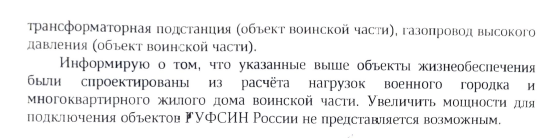 трансформаторная подстанция (объект воинской части), газопровод высокого
давления (объект воинской части).
Информирую о том, что указанные выше объекты жизнеобеспечения
были спроектированы из расчёта нагрузок военного городка и
многоквартирного жилого дома воинской части. Увеличить мощности для
подключения объектов ГУФСИН России не представляется возможным.